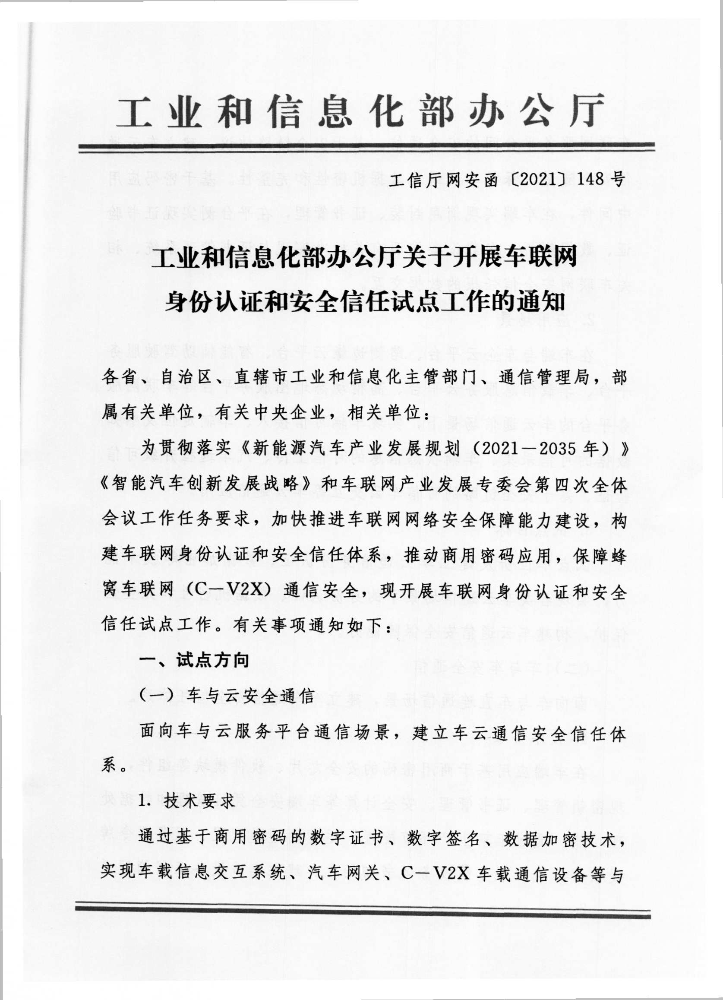 工业和信息化部办公厅
工信厅网安函〔2021〕148号
工业和信息化部办公厅关于开展车联网
身份认证和安全信任试点工作的通知
各省、自治区、直辖市工业和信息化主管部门、通信管理局，部
属有关单位，有关中央企业，相关单位：
为贯彻落实《新能源汽车产业发展规划（2021－2035年）》
《智能汽车创新发展战略》和车联网产业发展专委会第四次全体
会议工作任务要求，加快推进车联网网络安全保障能力建设，构
建车联网身份认证和安全信任体系，推动商用密码应用，保障蜂
窝车联网（C－V2X）通信安全，现开展车联网身份认证和安全
信任试点工作。有关事项通知如下：
一、试点方向
（一）车与云安全通信
面向车与云服务平台通信场景，建立车云通信安全信任体
系。
1. 技术要求
通过基于商用密码的数字证书、数字签名、数据加密技术，
实现车载信息交互系统、汽车网关、C－V2X车载通信设备等与